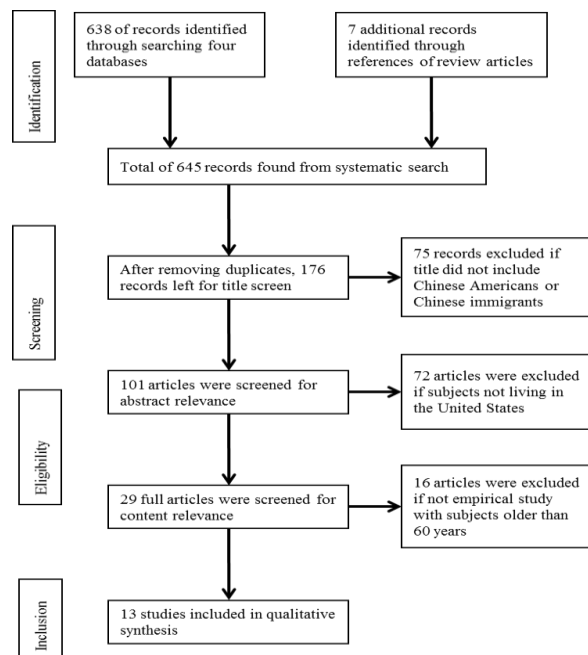 638 of records identified
through searching four
databases
7 additional records
identified through
references of review articles
Identification
Total of 645 records found from systematic search
After removing duplicates, 176
records left for title screen
75 records excluded if
title did not include
Chinese Americans or
Chinese immigrants
Screening
101 articles were screened for
abstract relevance
72 articles were excluded
if subjects not living in
the United States
Eligibility
29 full articles were screened for
content relevance
16 articles were excluded
if not empirical study
with subjects older than
60 years
13 studies included in qualitative
synthesis
Inclusion